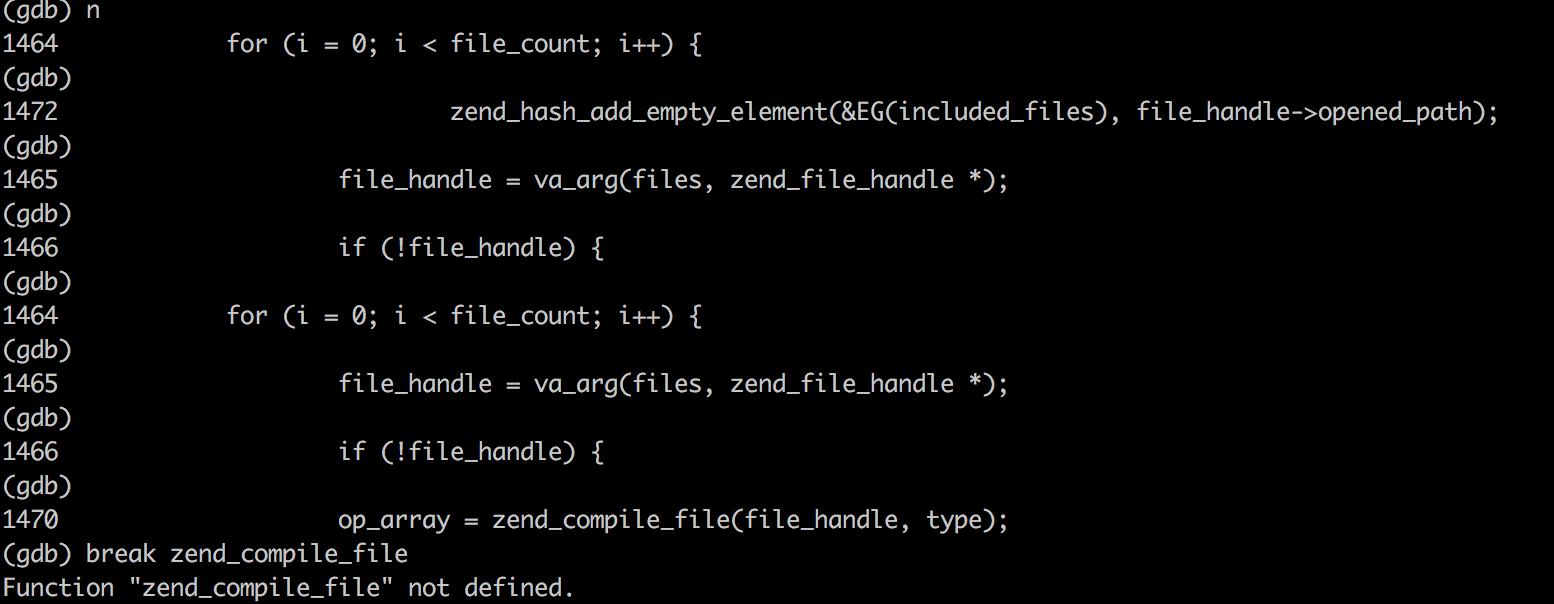 (gdb) n
1464            for (i = 0; i < file_count; i++) {
(gdb)
1472                            zend_hash_add_empty_element(&EG(included_files), file_handle->opened_path);
(gdb)
1465                    file_handle = va_arg(files, zend_file_handle *);
(gdb)
1466                    if (!file_handle) {
(gdb)
1464            for (i = 0; i < file_count; i++) {
(gdb)
1465                    file_handle = va_arg(files, zend_file_handle *);
(gdb)
1466                    if (!file_handle) {
(gdb)
1470                    op_array = zend_compile_file(file_handle, type);
(gdb) break zend_compile_file
Function "zend_compile_file" not defined.